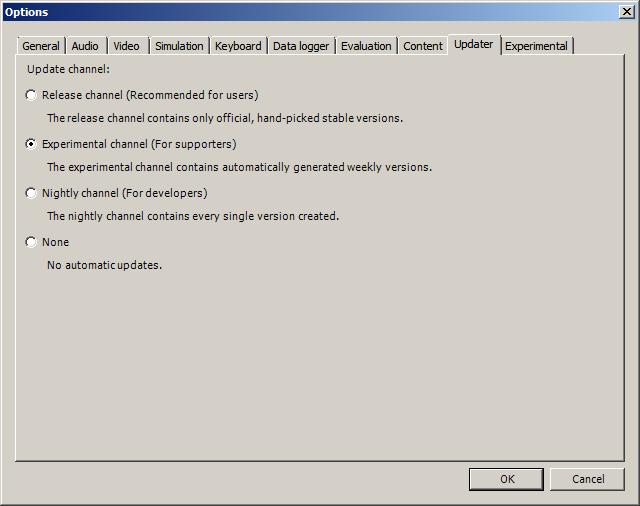 Options
General Audio Video Simulation Keyboard Data logger Evaluation Content Updater Experimental
Update channel:
Release channel (Recommended for users)
The release channel contains only official, hand-picked stable versions.
Experimental channel (For supporters)
The experimental channel contains automatically generated weekly versions.
Nightly channel (For developers)
The nightly channel contains every single version created.
None
No automatic updates.
OK Cancel